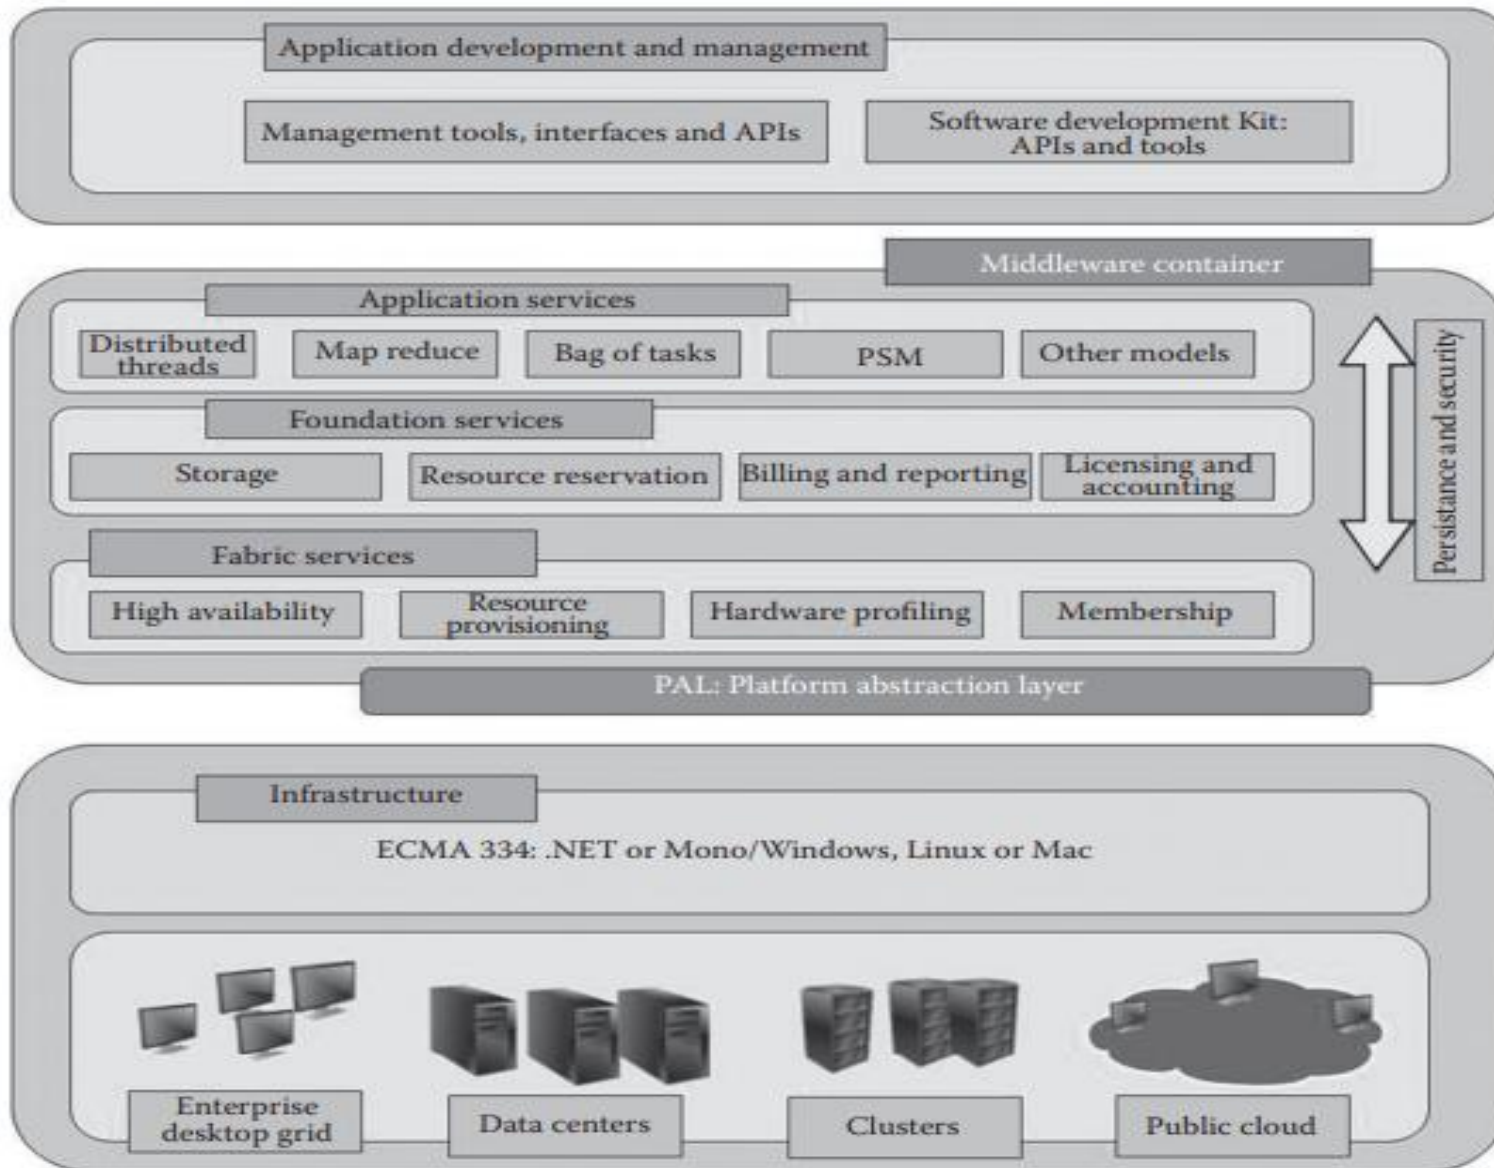 Application development and management
Management tools, interfaces and APIs
Software development Kit:
APIs and tools
Middleware container
Application services
Distributed
threads
Map reduce
Bag of tasks
PSM
Other models
Foundation services
Storage
Resource reservation
Billing and reporting
Licensing and
accounting
Fabric services
High availability
Resource
provisioning
Hardware profiling
Membership
Persistance and security
PAL: Platform abstraction layer
Infrastructure
ECMA 334: .NET or Mono/Windows, Linux or Mac
Enterprise
desktop grid
Data centers
Clusters
Public cloud